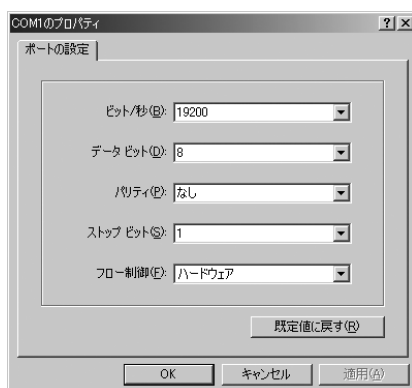 COM1のプロパティ
ポートの設定
ビット/秒(B): 19200
データ ビット(D): 8
パリティ(P): なし
ストップ ビット(S): 1
フロー制御(F): ハードウェア
既定値に戻す(R)
OK キャンセル 適用(A)